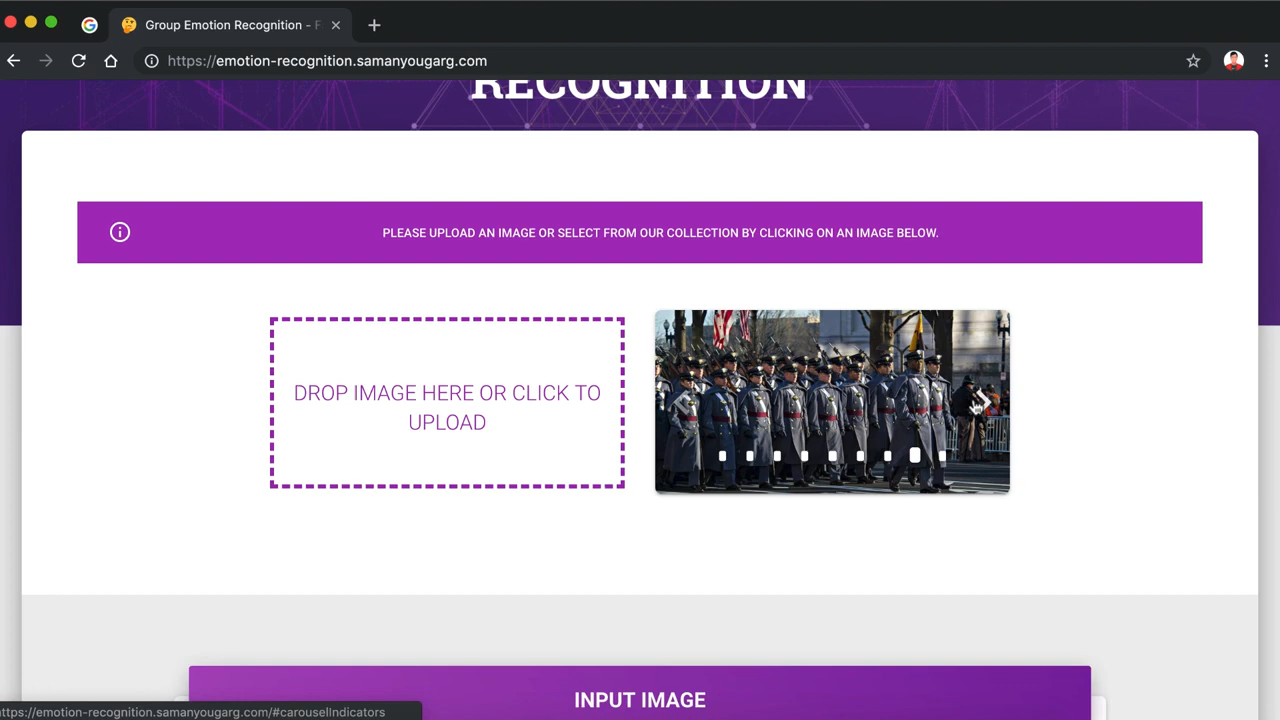 Group Emotion Recognition - F
https://emotion-recognition.samanyougarg.com
RECOGNITION
PLEASE UPLOAD AN IMAGE OR SELECT FROM OUR COLLECTION BY CLICKING ON AN IMAGE BELOW.
DROP IMAGE HERE OR CLICK TO
UPLOAD
INPUT IMAGE
https://emotion-recognition.samanyougarg.com/#carouselIndicators